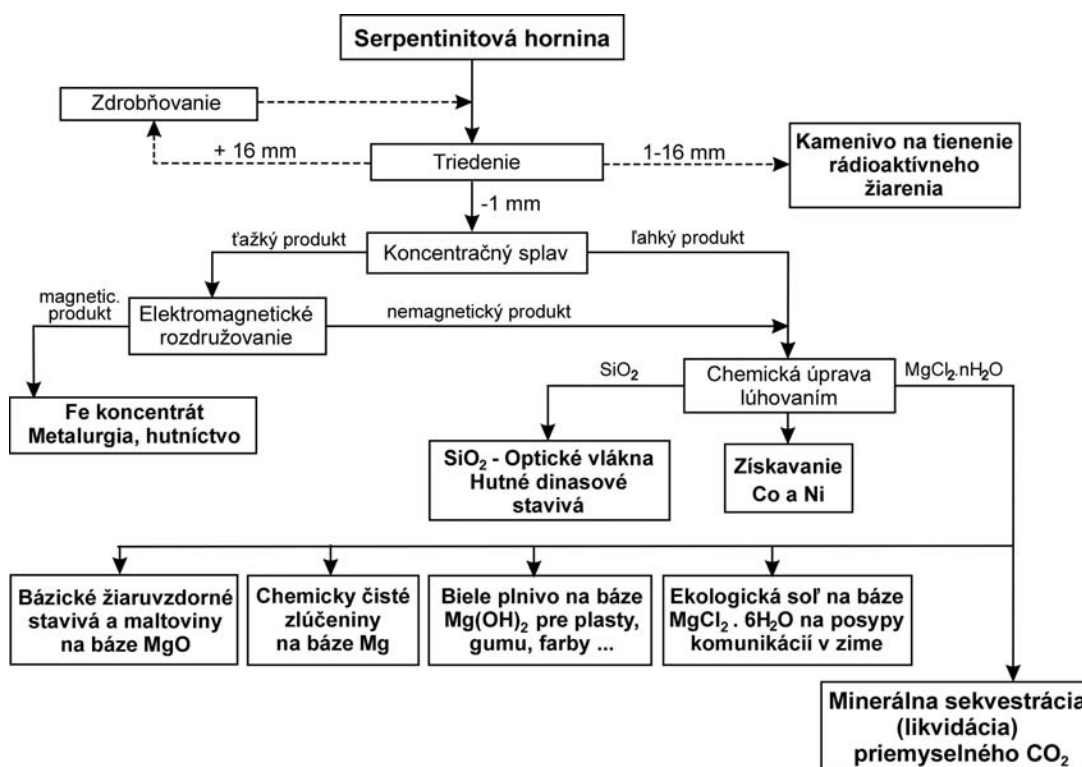 Serpentinitová hornina
Zdrobňovanie
+ 16 mm
Triedenie
1-16 mm
Kamenivo na tienenie
rádioaktívneho
žiarenia
-1 mm
ťažký produkt
Koncentračný splav
ľahký produkt
magnetic.
produkt
Elektromagnetické
rozdružovanie
nemagnetický produkt
SiO₂
Chemická úprava
lúhovaním
MgCl₂.nH₂O
Fe koncentrát
Metalurgia, hutníctvo
SiO₂ - Optické vlákna
Hutné dinasové
stavivá
Získavanie
Co a Ni
Bázické žiaruvzdorné
stavivá a maltoviny
na báze MgO
Chemicky čisté
zlúčeniny
na báze Mg
Biele plnivo na báze
Mg(OH)₂ pre plasty,
gumu, farby ...
Ekologická soľ na báze
MgCl₂ . 6H₂O na posypy
komunikácií v zime
Minerálna sekvestrácia
(likvidácia)
priemyselného CO₂